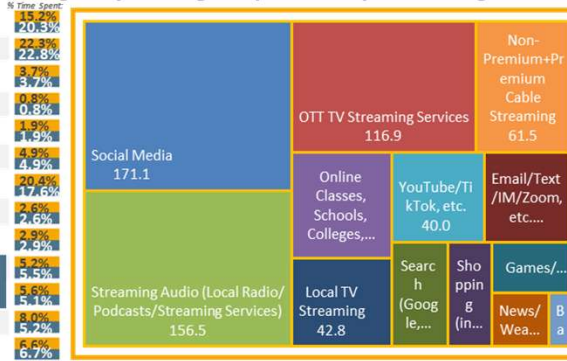 % Time Spent:
15.2%
20.3%
22.3%
22.8%
3.7%
3.7%
0.8%
0.8%
1.9%
1.9%
4.9%
4.9%
20.4%
17.6%
2.6%
2.6%
2.9%
2.9%
5.2%
5.5%
5.6%
5.1%
8.0%
5.2%
6.6%
6.7%
Social Media
171.1
Streaming Audio (Local Radio/
Podcasts/Streaming Services)
156.5
OTT TV Streaming Services
116.9
Non-
Premium+Pr
emium
Cable
Streaming
61.5
Online
Classes,
Schools,
Colleges,...
Local TV
Streaming
42.8
YouTube/Ti
kTok, etc.
40.0
Email/Text
/IM/Zoom,
etc....
Searc
h
(Goog
le,...
Sho
ppin
g
(in...
Games/...
News/
Wea...
B
a